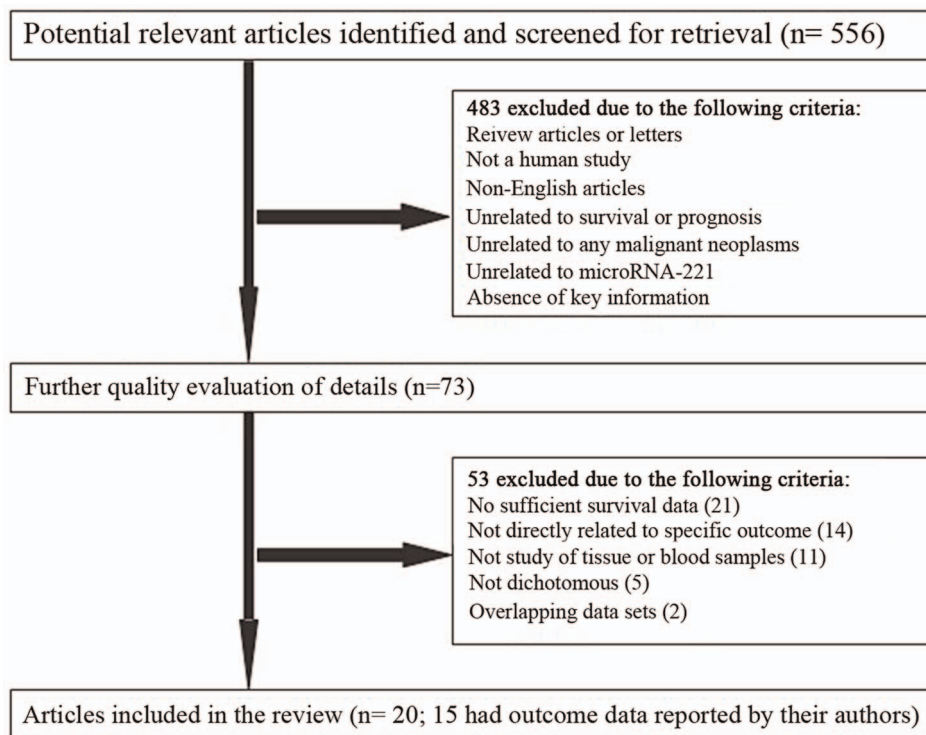 Potential relevant articles identified and screened for retrieval (n= 556)
483 excluded due to the following criteria:
Reivew articles or letters
Not a human study
Non-English articles
Unrelated to survival or prognosis
Unrelated to any malignant neoplasms
Unrelated to microRNA-221
Absence of key information
Further quality evaluation of details (n=73)
53 excluded due to the following criteria:
No sufficient survival data (21)
Not directly related to specific outcome (14)
Not study of tissue or blood samples (11)
Not dichotomous (5)
Overlapping data sets (2)
Articles included in the review (n= 20; 15 had outcome data reported by their authors)